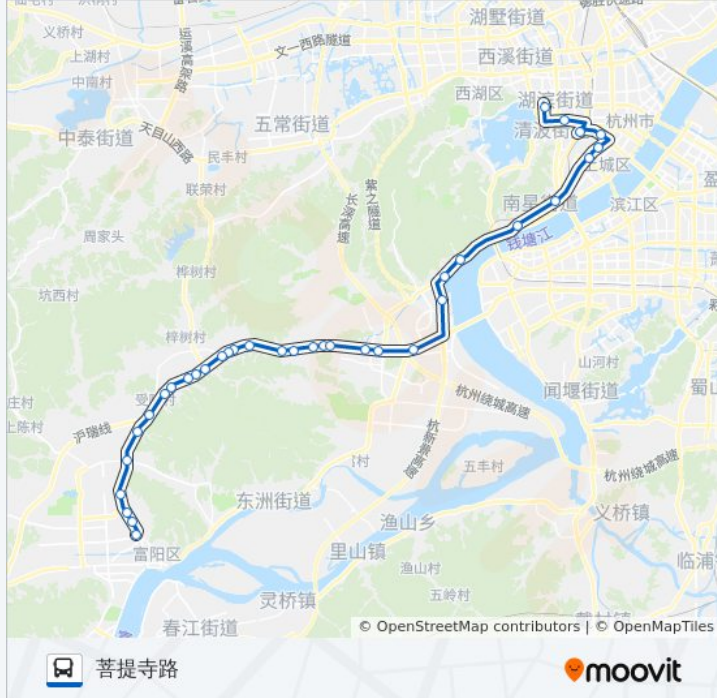 湖墅街道
义桥村
文一西路隧道
上湖村
运溪高架路
西溪街道
中南村
西湖区
湖滨街道
中泰街道
天目山西路
五常街道
清波街道
杭州市
民丰村
上城区
联荣村
紫之隧道
长深高速
南星街道
滨江区
周家头
钱塘江
桦树村
坑西村
梓树村
山河村
闻堰街道
杭州绕城高速
沪瑞线
上陈村
杭新景高速
五丰村
杭州绕城高速
东洲街道
渔山乡
义桥镇
富阳区
里山镇
渔山村
五岭村
灵桥镇
春江街道
© OpenStreetMap contributors | © OpenMapTiles
菩提寺路
moovit